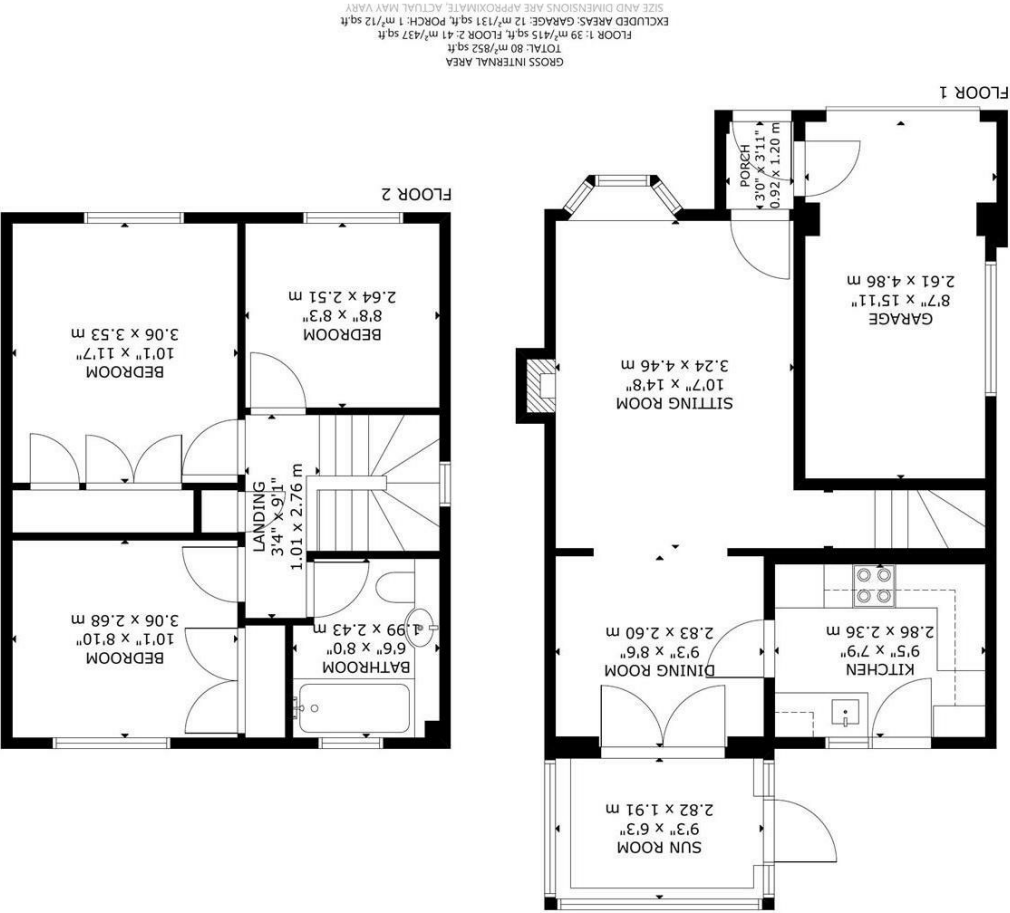 SUN ROOM
9'3" x 6'3"
2.82 x 1.91 m
KITCHEN
9'5" x 7'9"
2.86 x 2.36 m
DINING ROOM
9'3" x 8'6"
2.83 x 2.60 m
SITTING ROOM
10'7" x 14'8"
3.24 x 4.46 m
GARAGE
8'7" x 15'11"
2.61 x 4.86 m
PORCH
3'0" x 3'11"
0.92 x 1.20 m
FLOOR 1
BATHROOM
6'6" x 8'0"
1.99 x 2.43 m
BEDROOM
10'1" x 8'10"
3.06 x 2.68 m
LANDING
3'4" x 9'1"
1.01 x 2.76 m
BEDROOM
8'8" x 8'3"
2.64 x 2.51 m
BEDROOM
10'1" x 11'7"
3.06 x 3.53 m
FLOOR 2
GROSS INTERNAL AREA
TOTAL: 80 m²/852 sq.ft
FLOOR 1: 39 m²/415 sq.ft, FLOOR 2: 41 m²/437 sq.ft
EXCLUDED AREAS: GARAGE: 12 m²/131 sq.ft, PORCH: 1 m²/12 sq.ft
SIZE AND DIMENSIONS ARE APPROXIMATE, ACTUAL MAY VARY